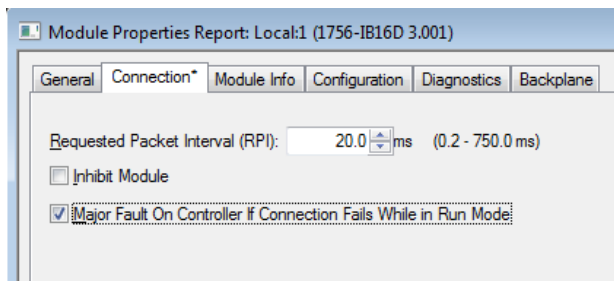 Module Properties Report: Local:1 (1756-IB16D 3.001)
General Connection* Module Info Configuration Diagnostics Backplane
Requested Packet Interval (RPI): 20.0 ms (0.2 - 750.0 ms)
Inhibit Module
Major Fault On Controller If Connection Fails While in Run Mode